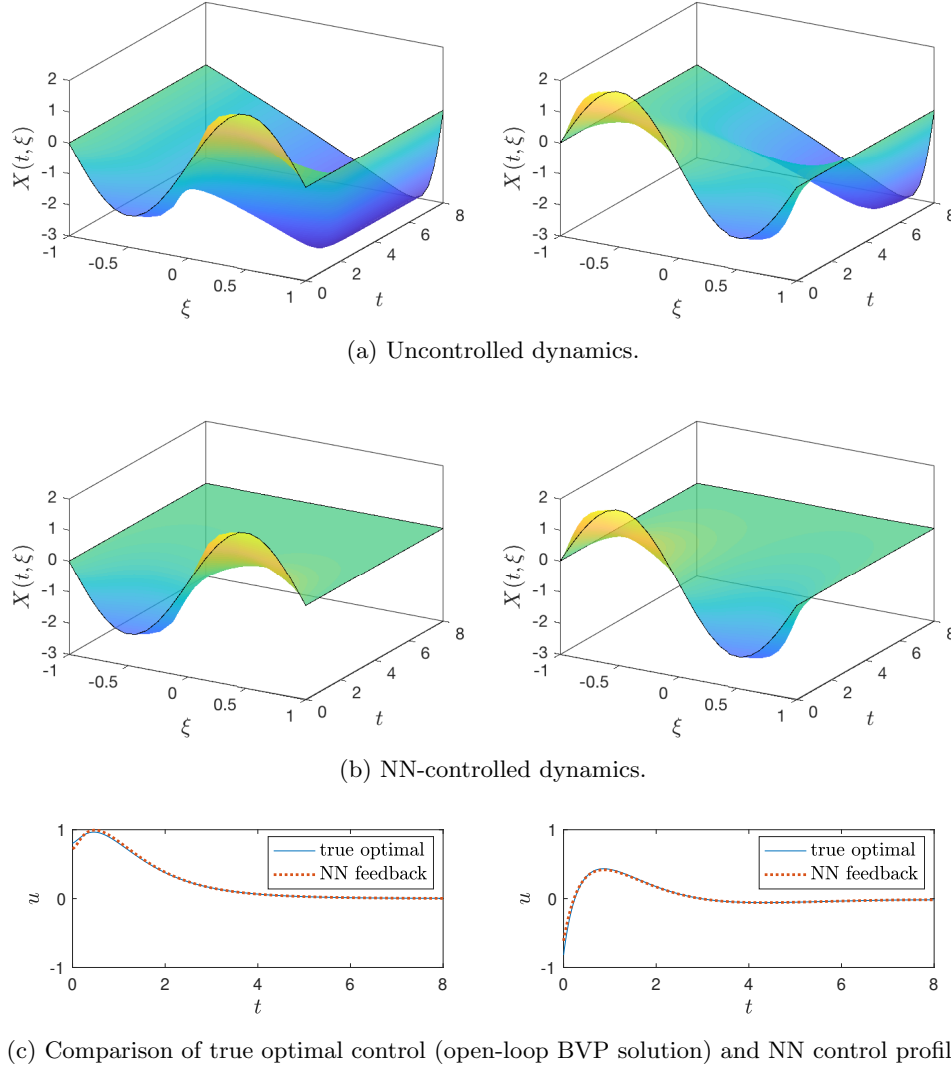 2
1
0
-1
-2
-3
X(t, ξ)
-1
-0.5
0
0.5
1
ξ
0
2
4
6
8
t
2
1
0
-1
-2
-3
X(t, ξ)
-1
-0.5
0
0.5
1
ξ
0
2
4
6
8
t
(a) Uncontrolled dynamics.
2
1
0
-1
-2
-3
X(t, ξ)
-1
-0.5
0
0.5
1
ξ
0
2
4
6
8
t
2
1
0
-1
-2
-3
X(t, ξ)
-1
-0.5
0
0.5
1
ξ
0
2
4
6
8
t
(b) NN-controlled dynamics.
1
0
-1
u
true optimal
NN feedback
0 2 4 6 8
t
1
0
-1
u
true optimal
NN feedback
0 2 4 6 8
t
(c) Comparison of true optimal control (open-loop BVP solution) and NN control profil